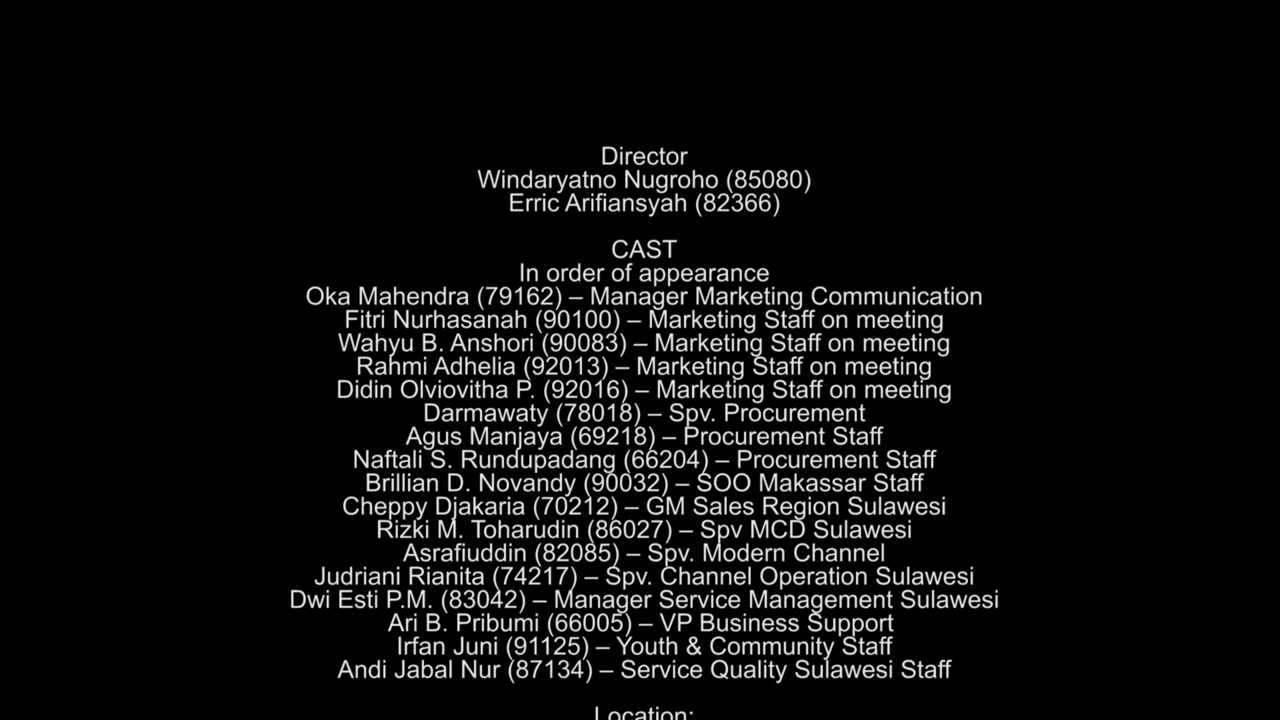 Director
Windaryatno Nugroho (85080)
Erric Arifiansyah (82366)
CAST
In order of appearance
Oka Mahendra (79162) – Manager Marketing Communication
Fitri Nurhasanah (90100) – Marketing Staff on meeting
Wahyu B. Anshori (90083) – Marketing Staff on meeting
Rahmi Adhelia (92013) – Marketing Staff on meeting
Didin Olviovitha P. (92016) – Marketing Staff on meeting
Darmawaty (78018) – Spv. Procurement
Agus Manjaya (69218) – Procurement Staff
Naftali S. Rundupadang (66204) – Procurement Staff
Brillian D. Novandy (90032) – SOO Makassar Staff
Cheppy Djakaria (70212) – GM Sales Region Sulawesi
Rizki M. Toharudin (86027) – Spv MCD Sulawesi
Asrafiuddin (82085) – Spv. Modern Channel
Judriani Rianita (74217) – Spv. Channel Operation Sulawesi
Dwi Esti P.M. (83042) – Manager Service Management Sulawesi
Ari B. Pribumi (66005) – VP Business Support
Irfan Juni (91125) – Youth & Community Staff
Andi Jabal Nur (87134) – Service Quality Sulawesi Staff
Location: